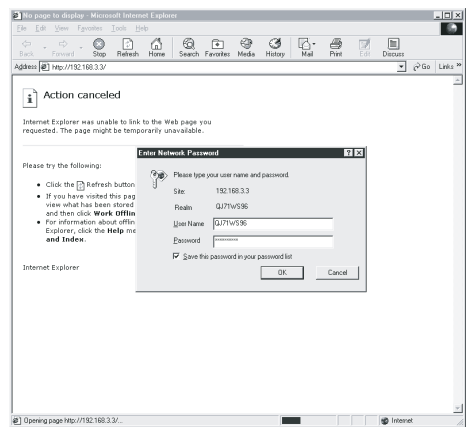 No page to display - Microsoft Internet Explorer
File Edit View Favorites Tools Help
Back Forward Stop Refresh Home Search Favorites Media History Mail Print Edit Discuss
Address http://192.168.3.3/ Go Links »
Action canceled
Internet Explorer was unable to link to the Web page you
requested. The page might be temporarily unavailable.
Please try the following:
Click the Refresh button
If you have visited this pag
view what has been stored
and then click Work Offlin
For information about offlin
Explorer, click the Help me
and Index.
Internet Explorer
Enter Network Password
Please type your user name and password.
Site: 192.168.3.3
Realm QJ71WS96
User Name QJ71WS96
Password xxxxxxxxxx
Save this password in your password list
OK Cancel
Opening page http://192.168.3.3/... Internet